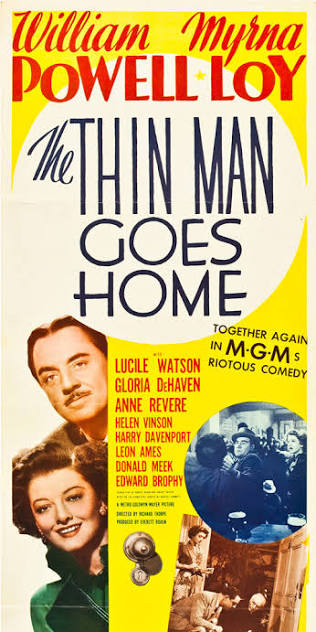 William Myrna
POWELL LOY
The THIN MAN
GOES
HOME
TOGETHER AGAIN
IN M-G-M'S
RIOTOUS COMEDY
with
LUCILE WATSON
GLORIA DeHAVEN
ANNE REVERE
HELEN VINSON
HARRY DAVENPORT
LEON AMES
DONALD MEEK
EDWARD BROPHY
A METRO-GOLDWYN-MAYER PICTURE
DIRECTED BY RICHARD THORPE
PRODUCED BY EVERETT RISKIN